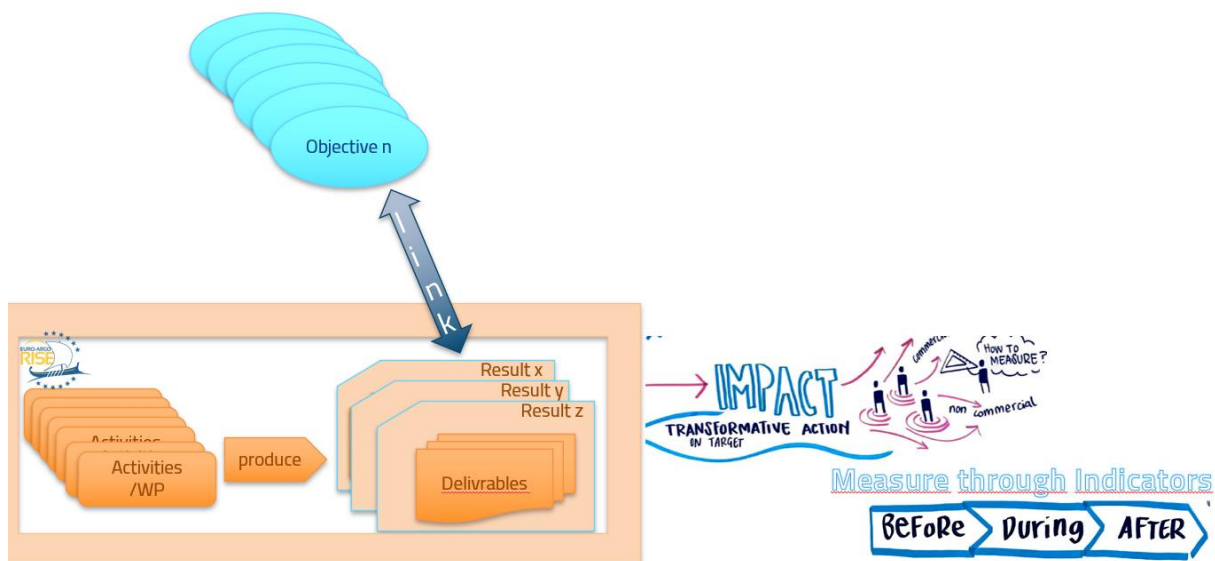 Objective n
link
EURO-ARGO
RISE
Result x
Result y
Result z
Activities
Activities
/WP
produce
Delivrables
IMPACT
TRANSFORMATIVE ACTION
ON TARGET
HOW TO
MEASURE?
non commercial
Measure through Indicators
BeFoRe
During
AFTER